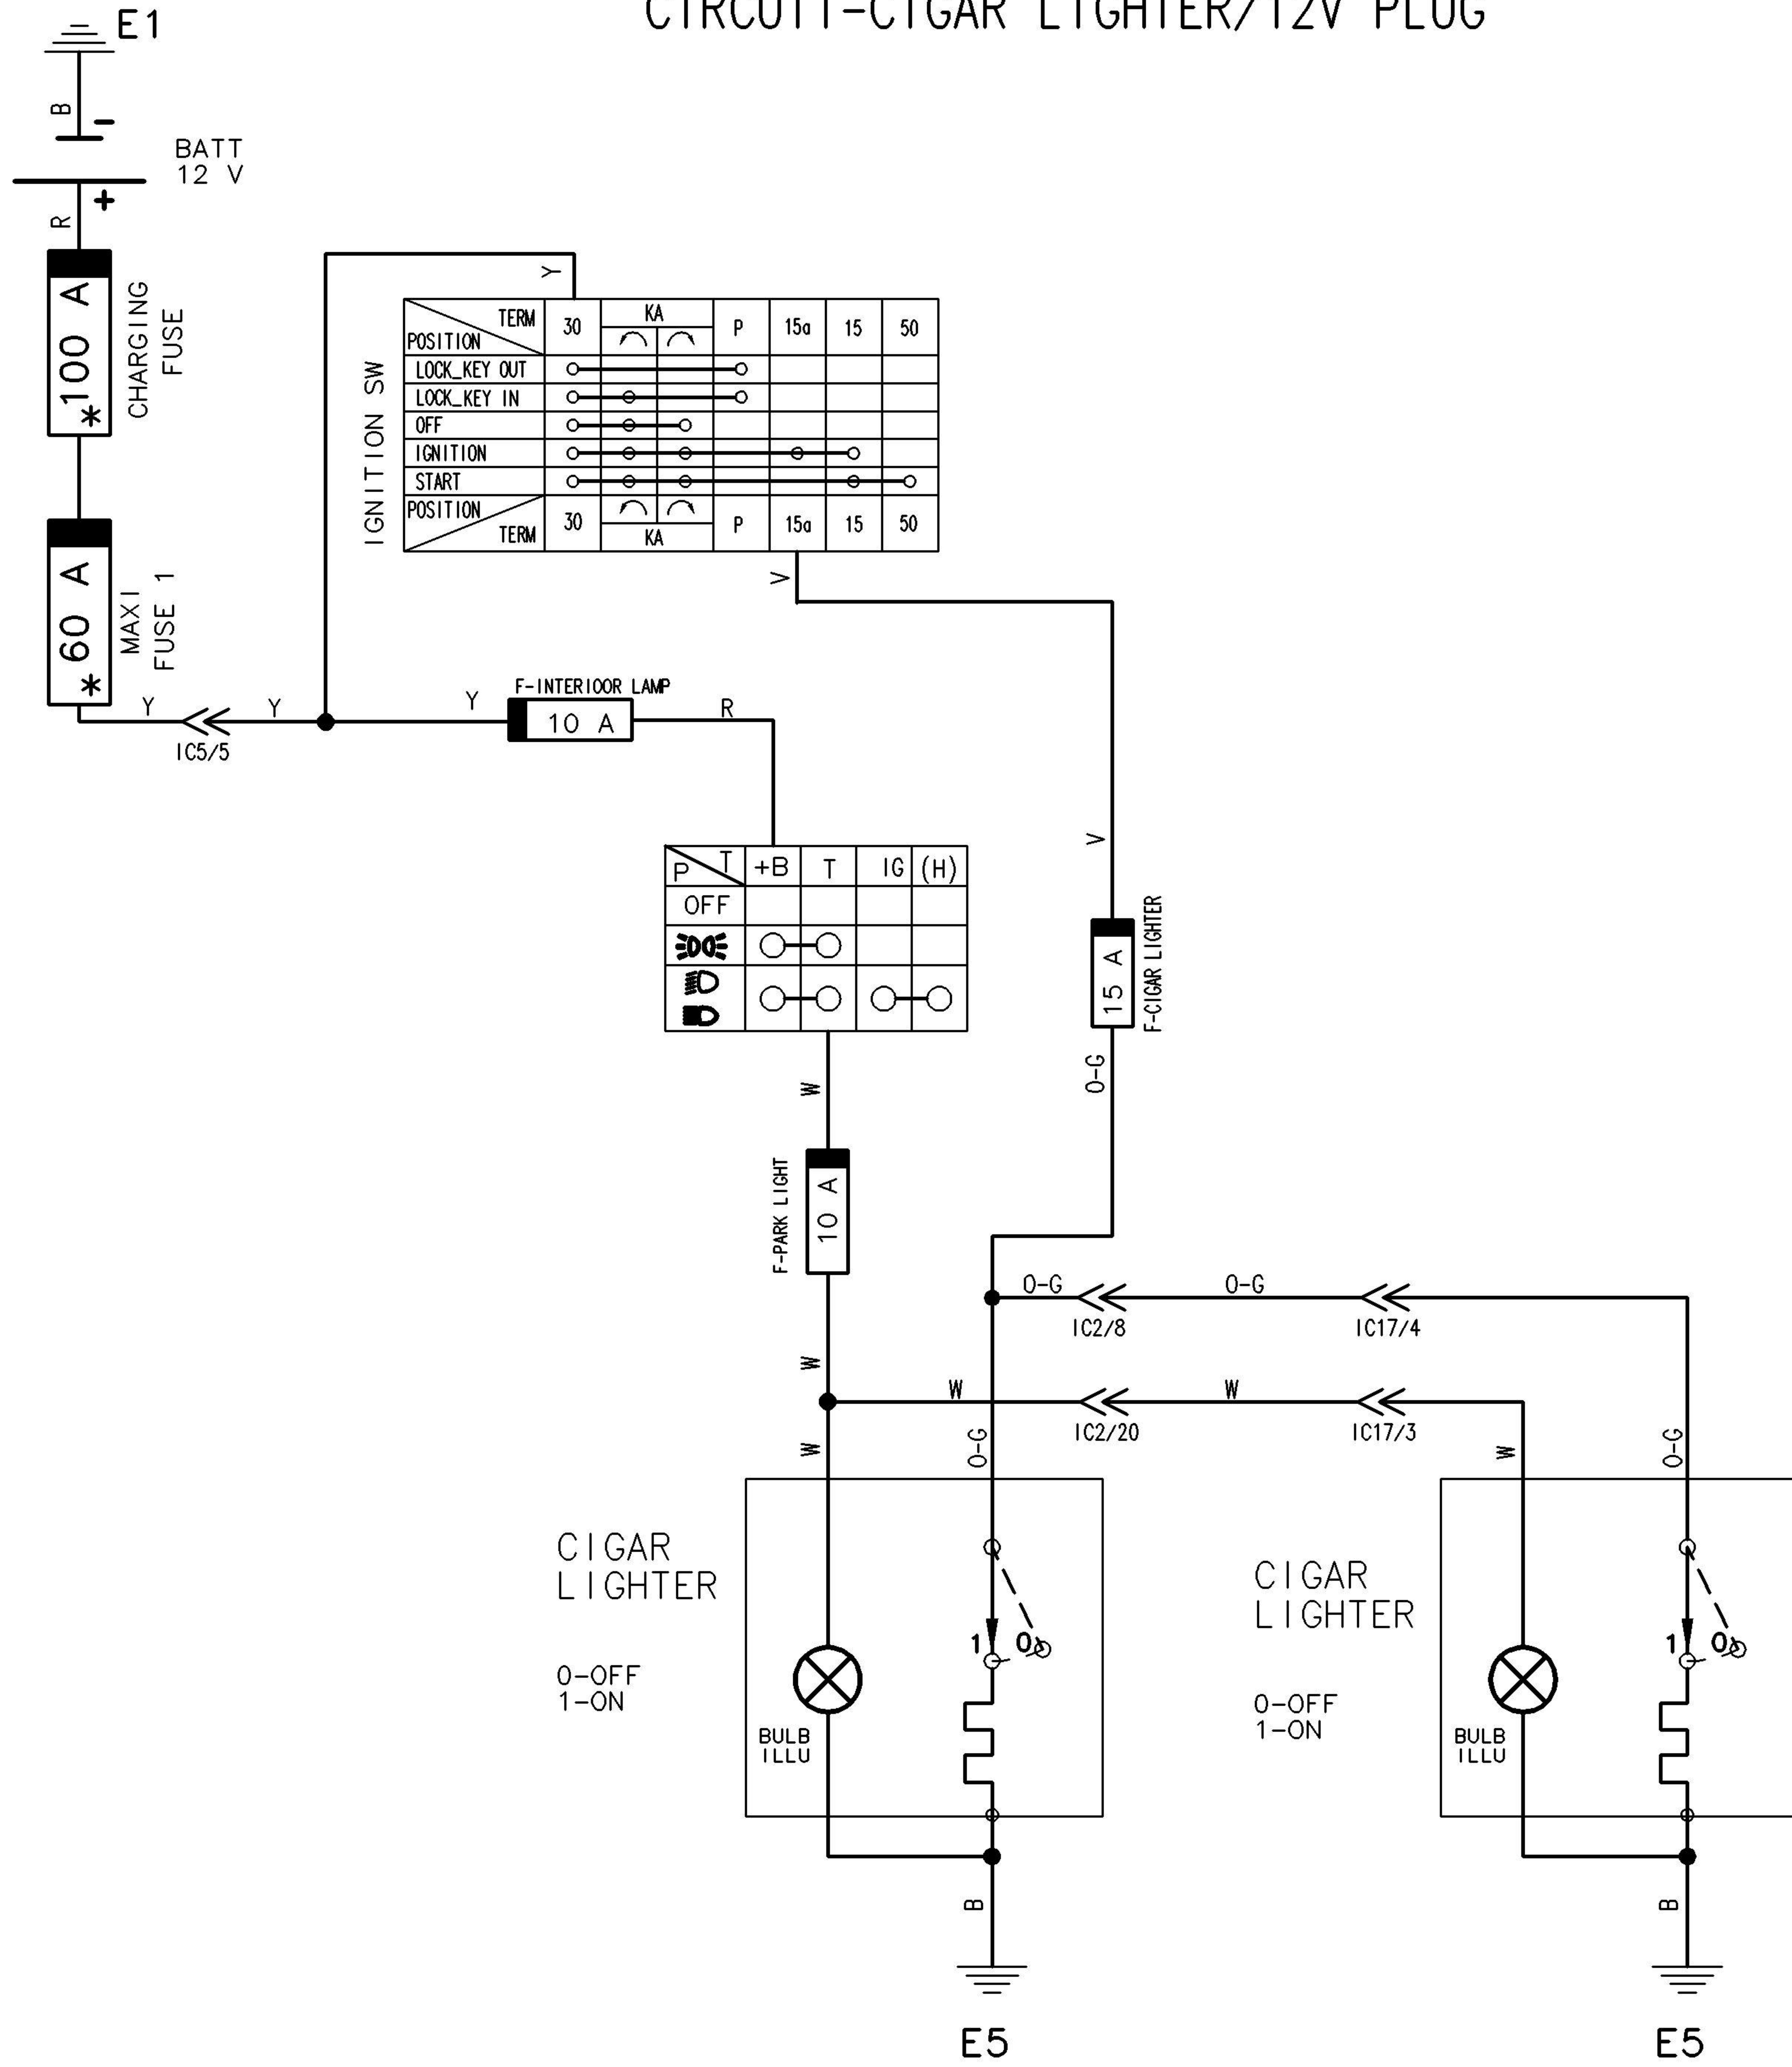 CIRCUIT-CIGAR LIGHTER/12V PLUG
E1
B
-
BATT
12 V
+
R
* 100 A
CHARGING
FUSE
* 60 A
MAXI
FUSE 1
Y
IC5/5
Y
Y
Y
IGNITION SW
TERM
POSITION
30
KA
P
15a
15
50
LOCK_KEY OUT
LOCK_KEY IN
OFF
IGNITION
START
POSITION
TERM
30
KA
P
15a
15
50
V
F-INTERIOOR LAMP
10 A
R
P
T
+B
T
IG
(H)
OFF
V
15 A
F-CIGAR LIGHTER
O-G
W
F-PARK LIGHT
10 A
W
O-G
IC2/8
O-G
IC17/4
W
IC2/20
W
IC17/3
W
O-G
W
O-G
CIGAR
LIGHTER
0-OFF
1-ON
1
0
BULB
ILLU
CIGAR
LIGHTER
0-OFF
1-ON
1
0
BULB
ILLU
B
B
E5
E5